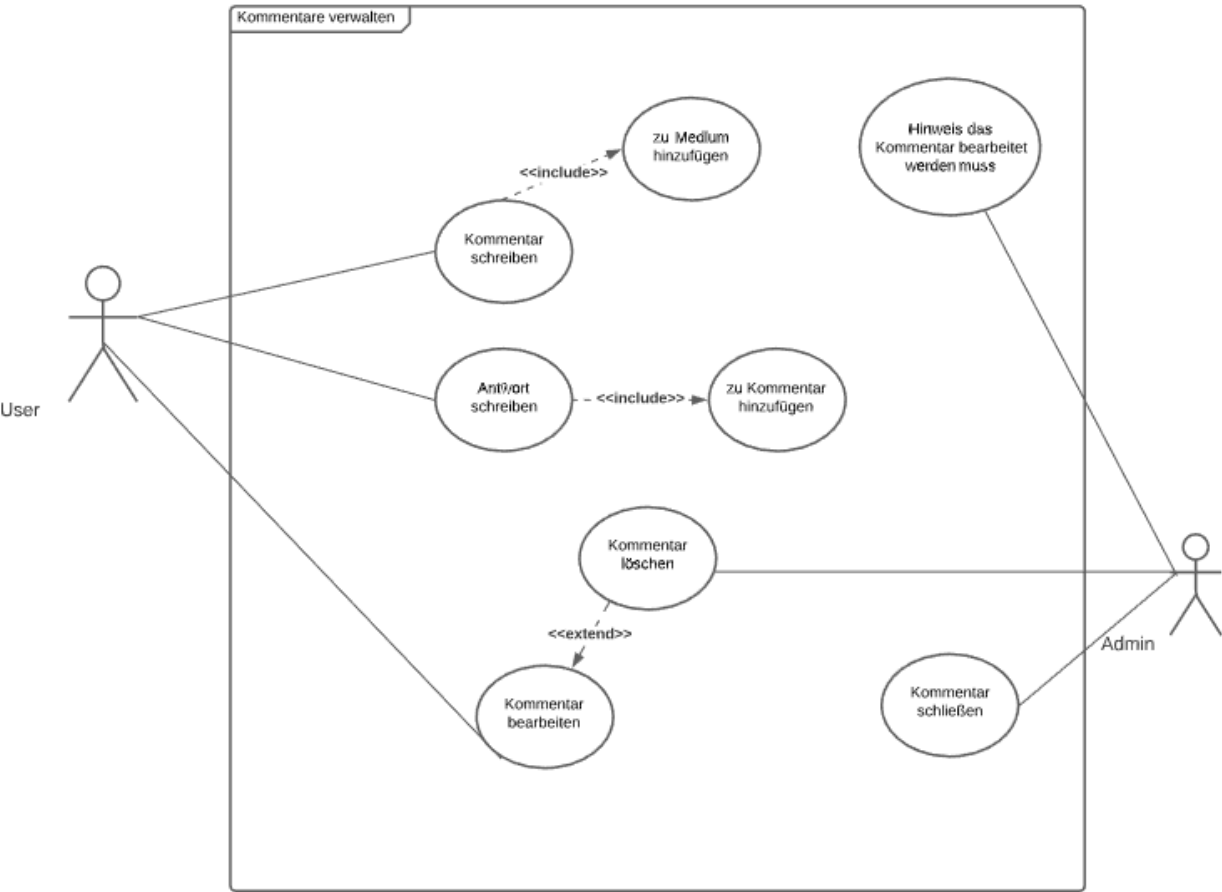 Kommentare verwalten
zu Medium
hinzufügen
Hinweis das
Kommentar bearbeitet
werden muss
<<include>>
Kommentar
schreiben
User
Antwort
schreiben
<<include>>
zu Kommentar
hinzufügen
Kommentar
löschen
<<extend>>
Admin
Kommentar
bearbeiten
Kommentar
schließen